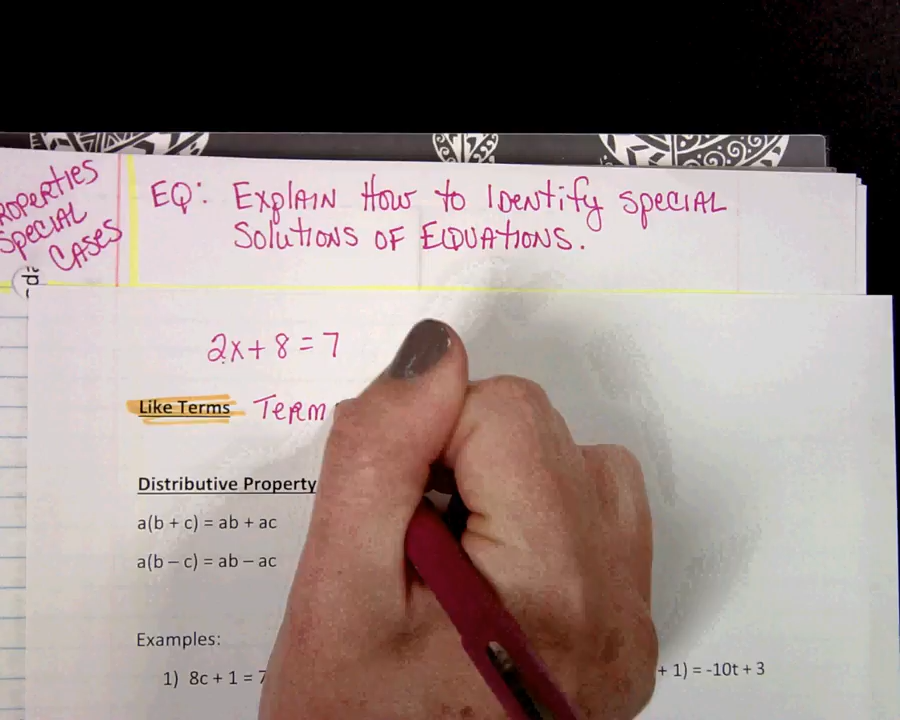 PROPERTIES
SPECIAL
CASES
EQ: EXPLAIN HOW to IDENtify SPECIAL
SOLUtIONS OF EQUAtIONS.
2x + 8 = 7
Like Terms TERM
Distributive Property
a(b + c) = ab + ac
a(b – c) = ab – ac
Examples:
1) 8c + 1 = 7 + 1) = -10t + 3